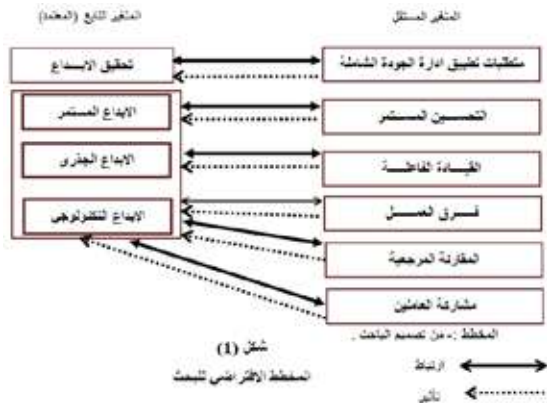 المتغير المستقل
المتغير التابع (المعتمد)
متطلبات تطبيق ادارة الجودة الشاملة
تحقيق الابداع
التحسين المستمر
الابداع المستمر
القيادة الفاعلة
الابداع الجذري
فرق العمل
الابداع التكنولوجي
المقارنة المرجعية
مشاركة العاملين
المخطط :- من تصميم الباحث .
شكل (1)
المخطط الافتراضي للبحث
ارتباط
تأثير